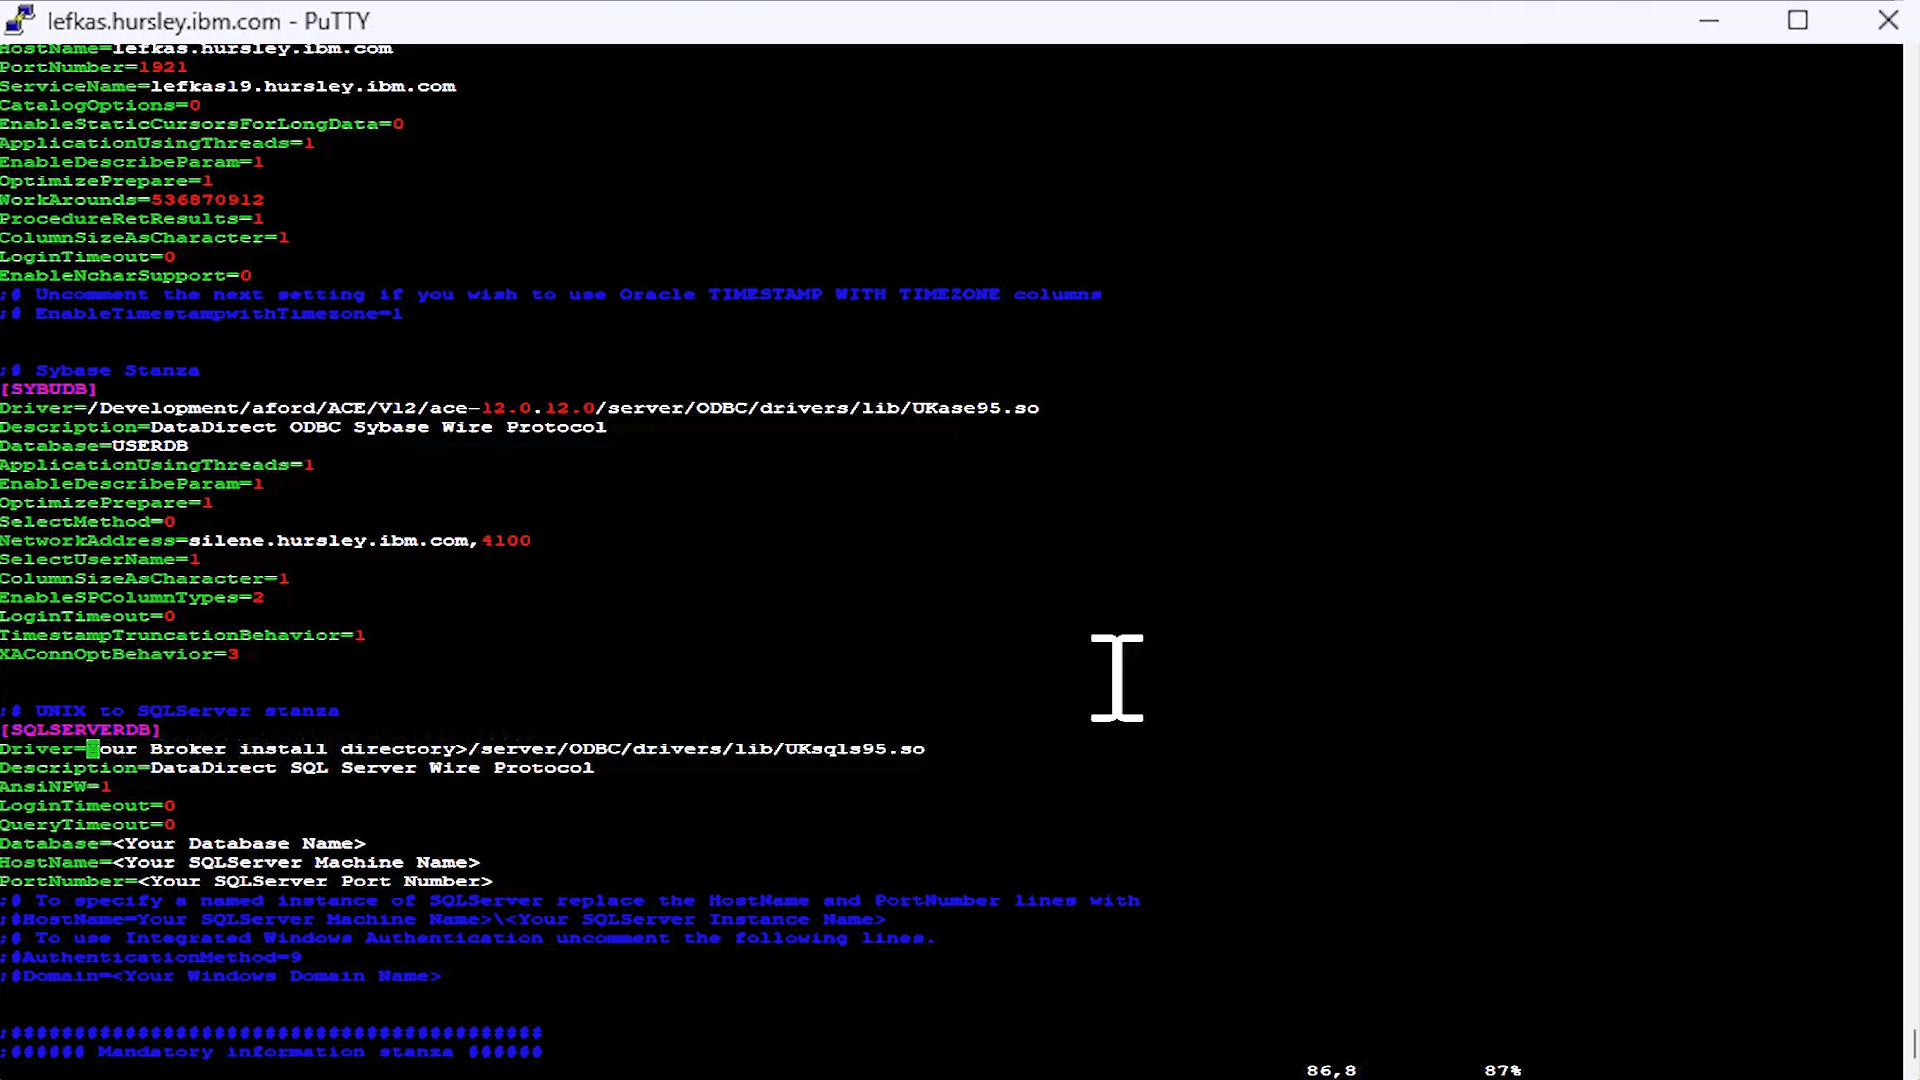 lefkas.hursley.ibm.com - PuTTY
HostName=lefkas.hursley.ibm.com
PortNumber=1921
ServiceName=lefkas19.hursley.ibm.com
CatalogOptions=0
EnableStaticCursorsForLongData=0
ApplicationUsingThreads=1
EnableDescribeParam=1
OptimizePrepare=1
WorkArounds=536870912
ProcedureRetResults=1
ColumnSizeAsCharacter=1
LoginTimeout=0
EnableNcharSupport=0
;# Uncomment the next setting if you wish to use Oracle TIMESTAMP WITH TIMEZONE columns
;# EnableTimestampwithTimezone=1
;# Sybase Stanza
[SYBUDB]
Driver=/Development/aford/ACE/V12/ace-12.0.12.0/server/ODBC/drivers/lib/UKase95.so
Description=DataDirect ODBC Sybase Wire Protocol
Database=USERDB
ApplicationUsingThreads=1
EnableDescribeParam=1
OptimizePrepare=1
SelectMethod=0
NetworkAddress=silene.hursley.ibm.com,4100
SelectUserName=1
ColumnSizeAsCharacter=1
EnableSPColumnTypes=2
LoginTimeout=0
TimestampTruncationBehavior=1
XAConnOptBehavior=3
;# UNIX to SQLServer stanza
[SQLSERVERDB]
Driver=Your Broker install directory>/server/ODBC/drivers/lib/UKsqls95.so
Description=DataDirect SQL Server Wire Protocol
AnsiNPW=1
LoginTimeout=0
QueryTimeout=0
Database=<Your Database Name>
HostName=<Your SQLServer Machine Name>
PortNumber=<Your SQLServer Port Number>
;# To specify a named instance of SQLServer replace the HostName and PortNumber lines with
;#HostName=Your SQLServer Machine Name>\<Your SQLServer Instance Name>
;# To use Integrated Windows Authentication uncomment the following lines.
;#AuthenticationMethod=9
;#Domain=<Your Windows Domain Name>
;##########################################
;###### Mandatory information stanza ######
86,8 87%